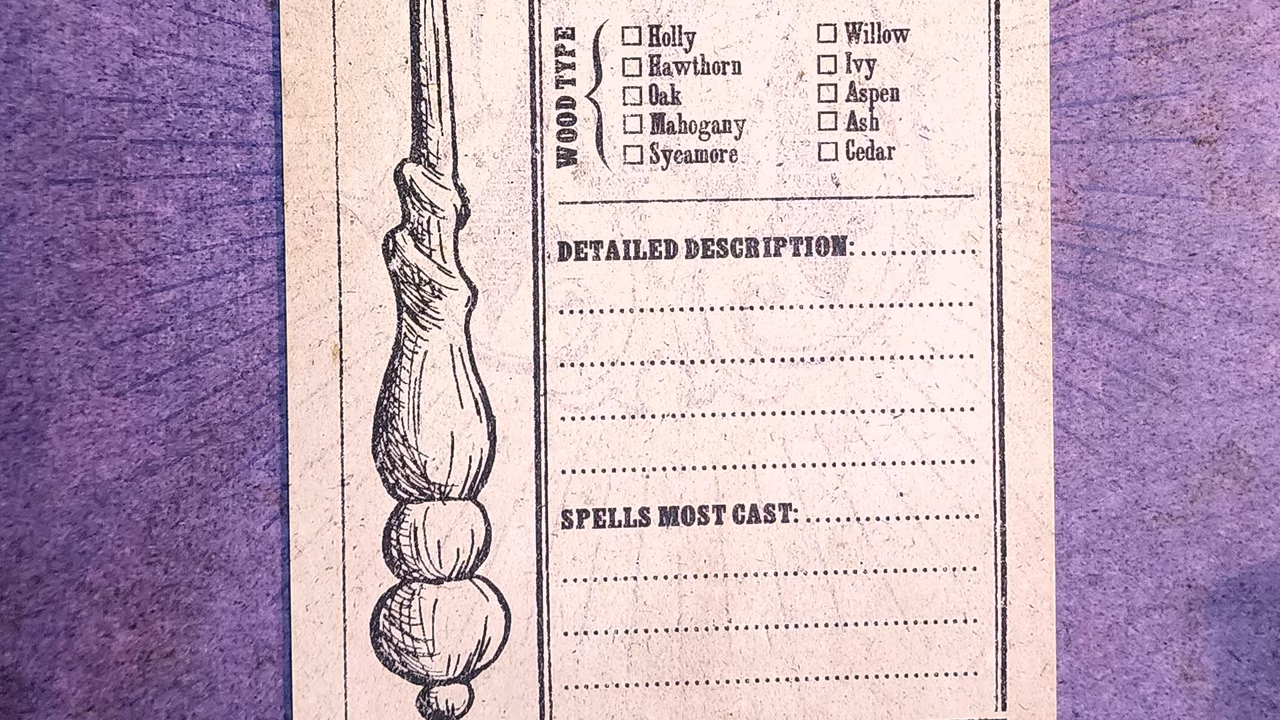 WOOD TYPE
Holly
Hawthorn
Oak
Mahogany
Sycamore
Willow
Ivy
Aspen
Ash
Cedar
DETAILED DESCRIPTION:
SPELLS MOST CAST: